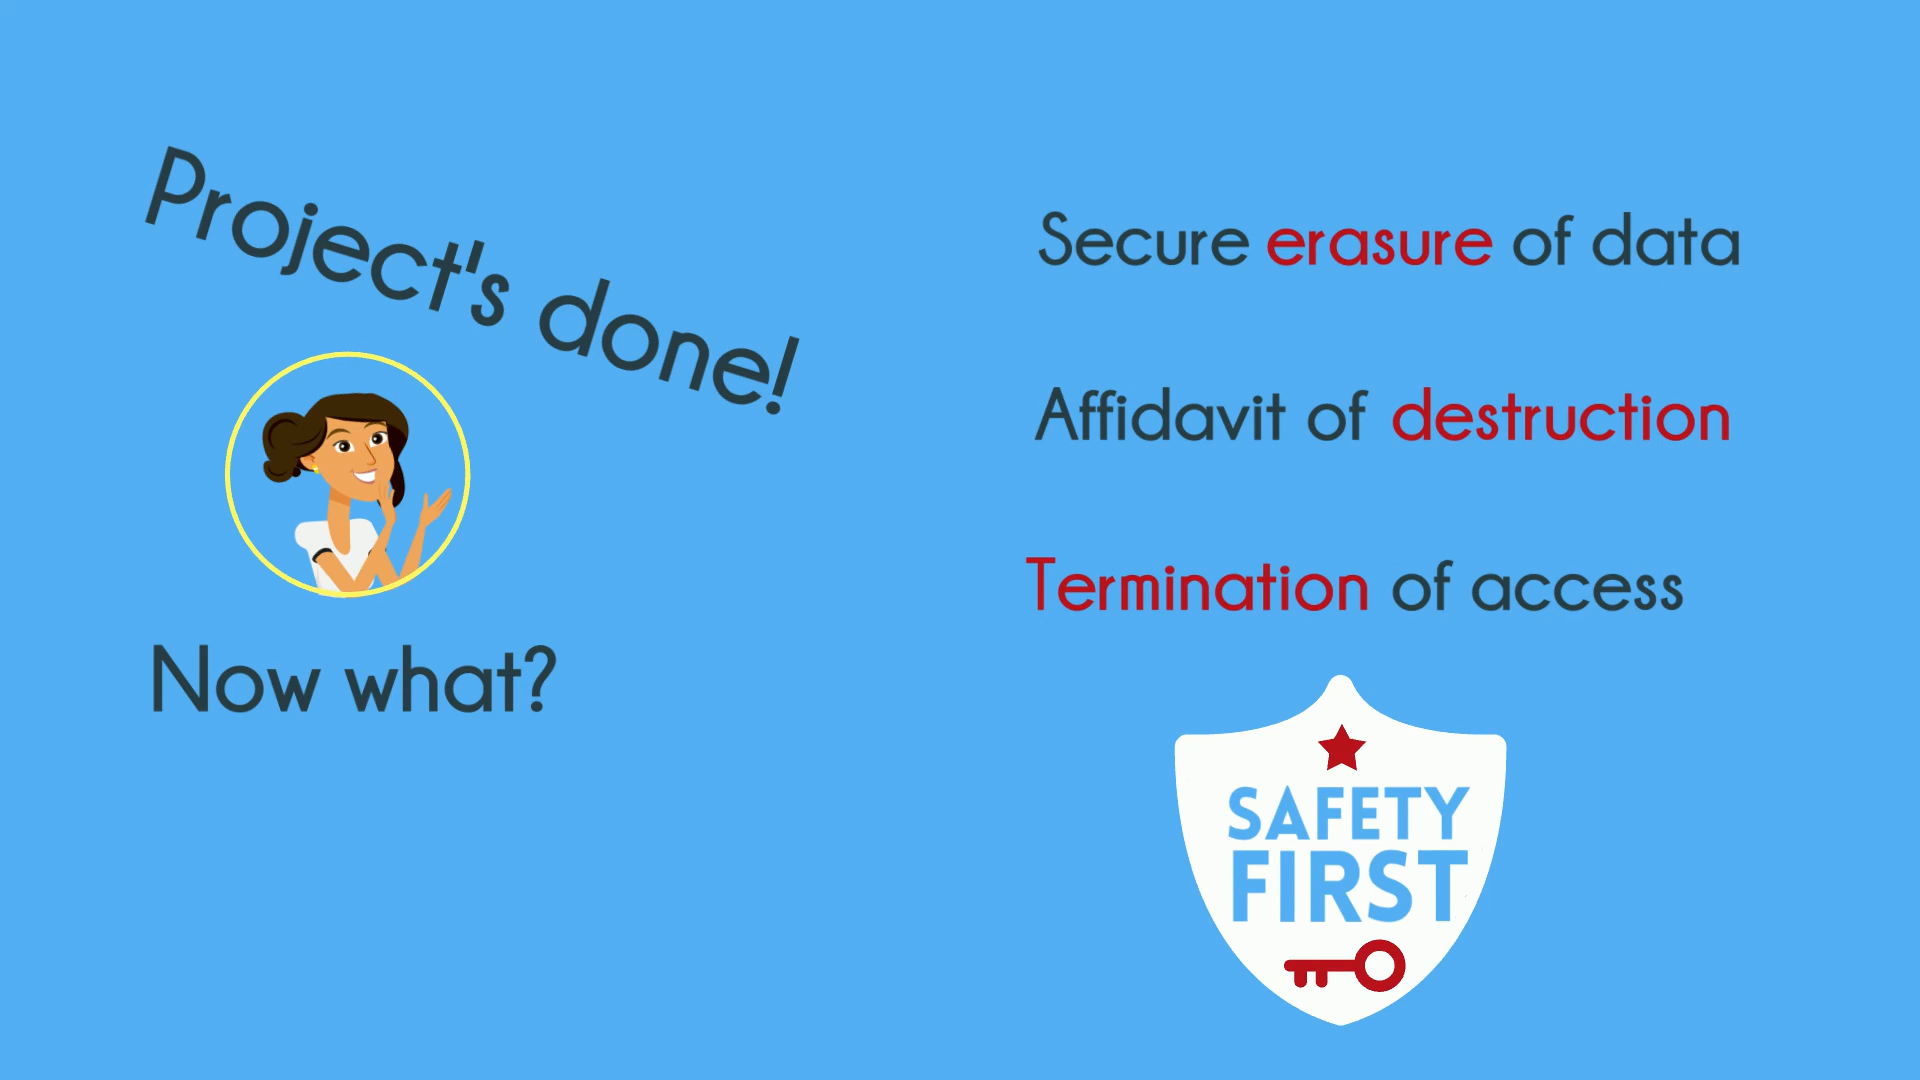 Project's done!
Now what?
Secure erasure of data
Affidavit of destruction
Termination of access
SAFETY
FIRST